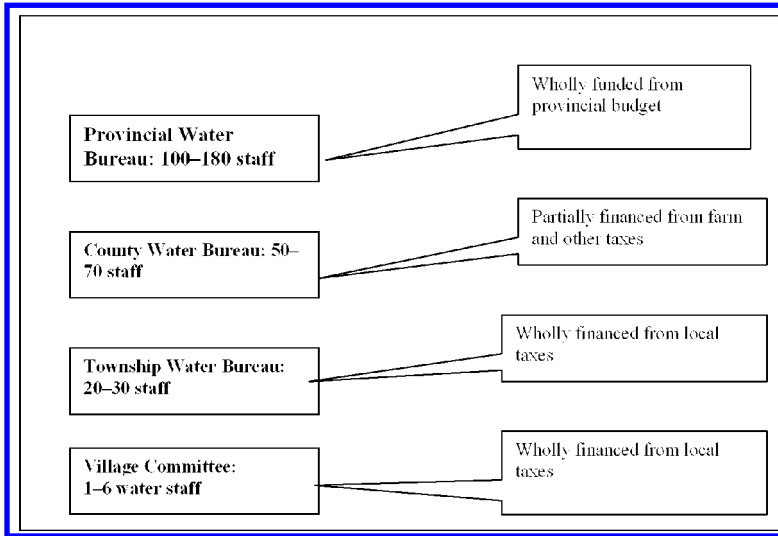 Wholly funded from
provincial budget
Provincial Water
Bureau: 100–180 staff
Partially financed from farm
and other taxes
County Water Bureau: 50–
70 staff
Wholly financed from local
taxes
Township Water Bureau:
20–30 staff
Wholly financed from local
taxes
Village Committee:
1–6 water staff